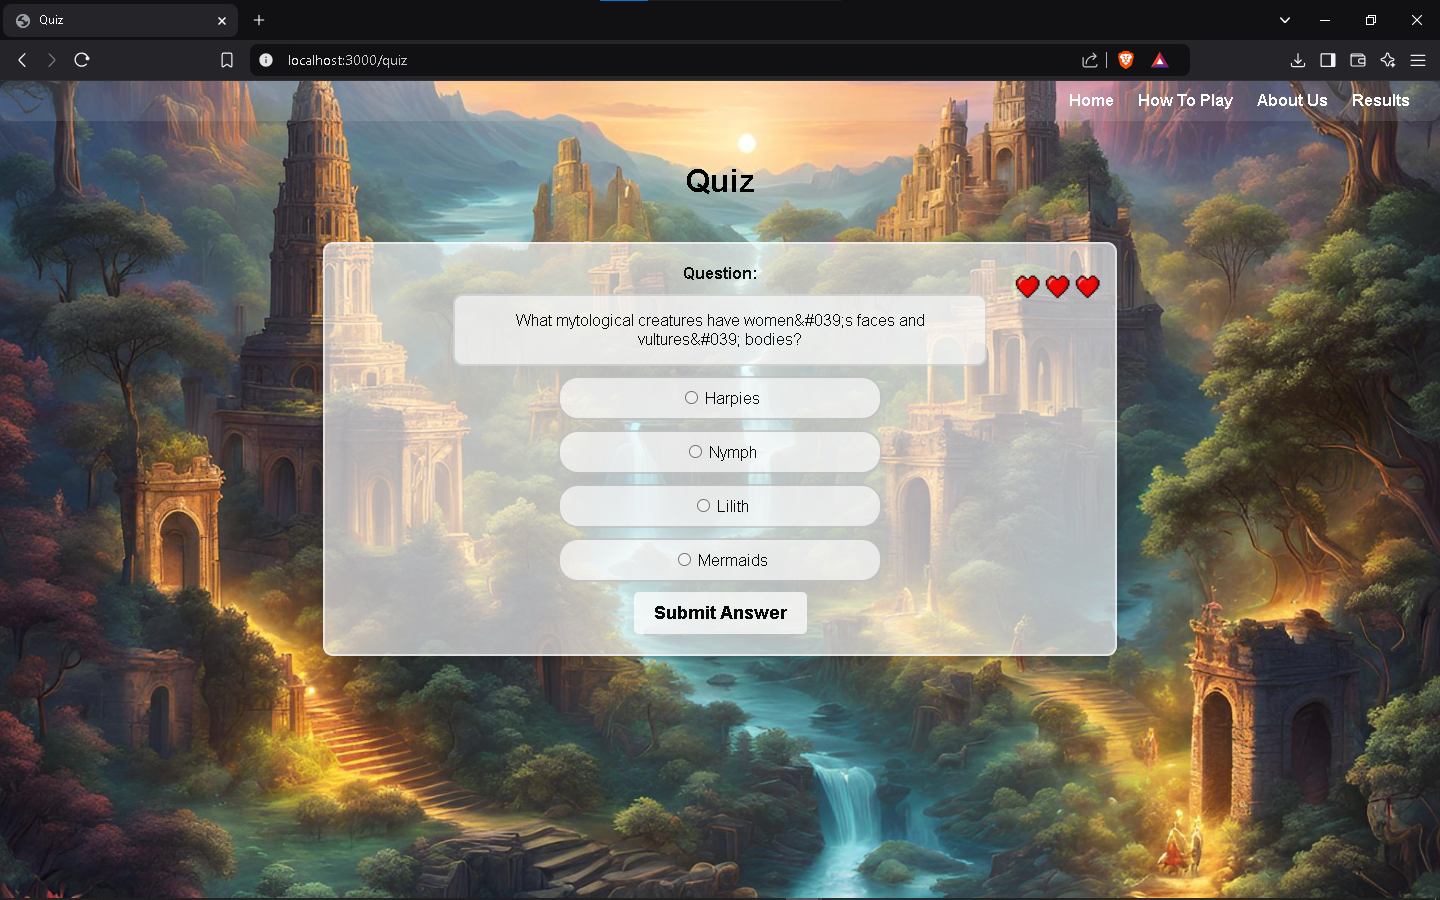 Quiz
localhost:3000/quiz
Home How To Play About Us Results
Quiz
Question:
What mytological creatures have women&#039;s faces and
vultures&#039; bodies?
Harpies
Nymph
Lilith
Mermaids
Submit Answer